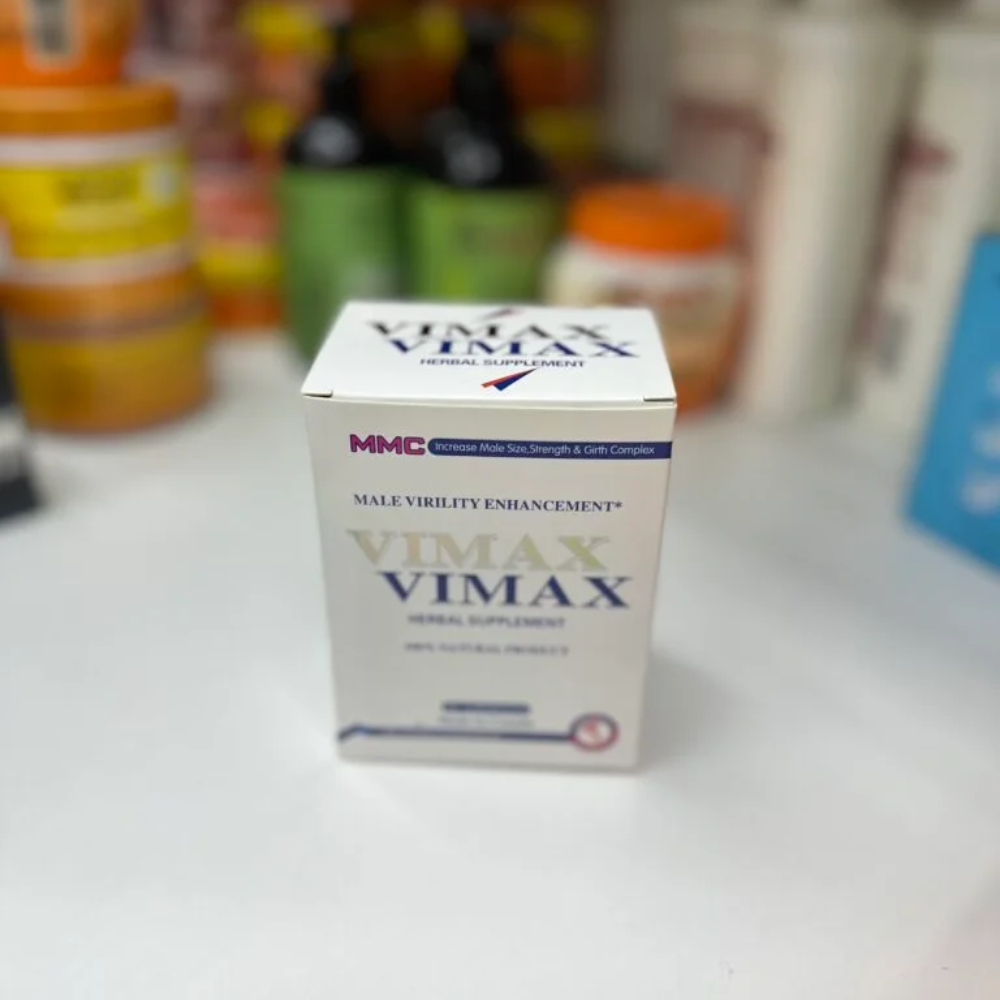 VIMAX
VIMAX
HERBAL SUPPLEMENT
MMC Increase Male Size,Strength & Girth Complex
MALE VIRILITY ENHANCEMENT*
VIMAX
VIMAX
HERBAL SUPPLEMENT
100% NATURAL PRODUCT